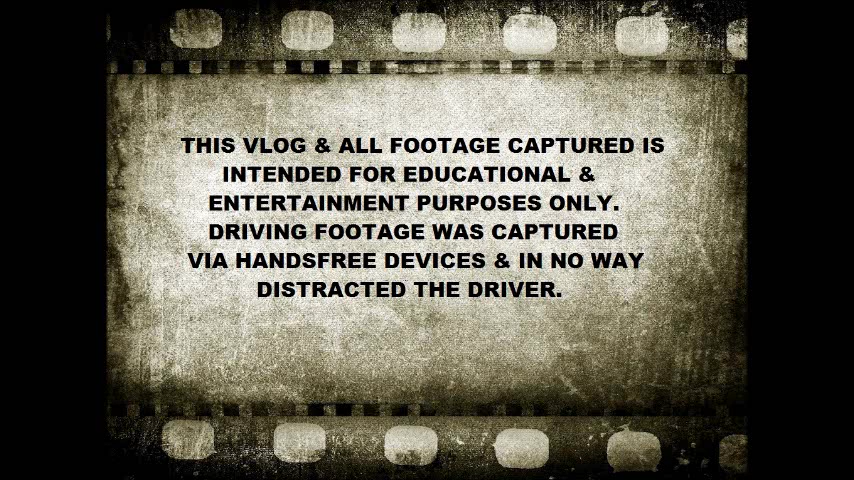 THIS VLOG & ALL FOOTAGE CAPTURED IS
INTENDED FOR EDUCATIONAL &
ENTERTAINMENT PURPOSES ONLY.
DRIVING FOOTAGE WAS CAPTURED
VIA HANDSFREE DEVICES & IN NO WAY
DISTRACTED THE DRIVER.